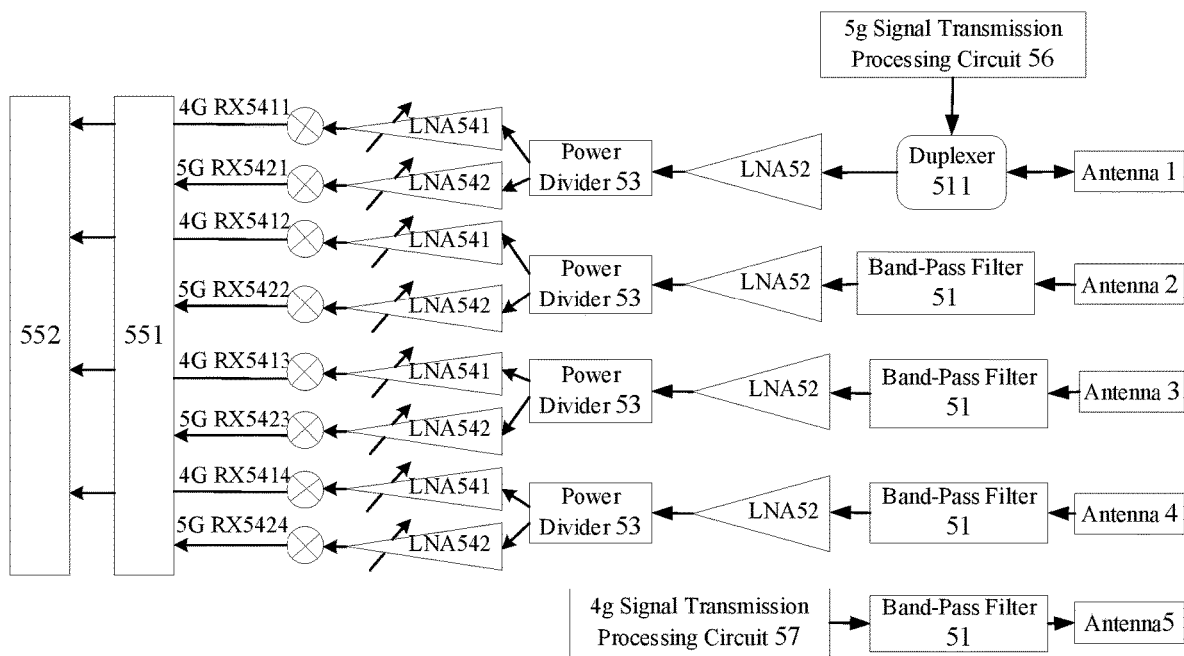 5g Signal Transmission
Processing Circuit 56
4G RX5411
LNA541
Power
Divider 53
LNA52
Duplexer
511
Antenna 1
5G RX5421
LNA542
4G RX5412
LNA541
Power
Divider 53
LNA52
Band-Pass Filter
51
Antenna 2
5G RX5422
LNA542
552
551
4G RX5413
LNA541
Power
Divider 53
LNA52
Band-Pass Filter
51
Antenna 3
5G RX5423
LNA542
4G RX5414
LNA541
Power
Divider 53
LNA52
Band-Pass Filter
51
Antenna 4
5G RX5424
LNA542
4g Signal Transmission
Processing Circuit 57
Band-Pass Filter
51
Antenna5